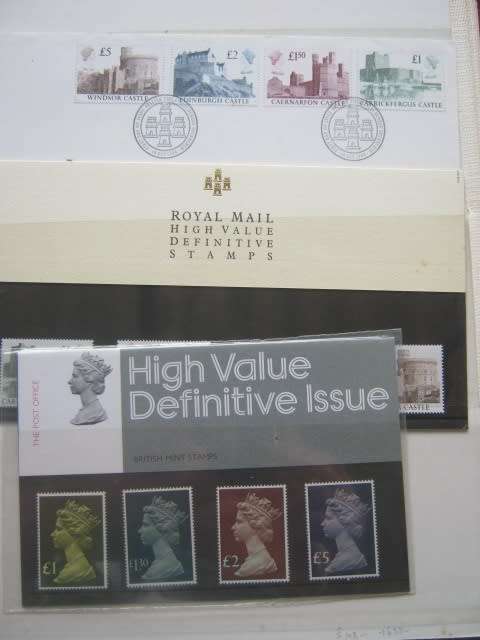 £5
£2
£1.50
£1
WINDSOR CASTLE
EDINBURGH CASTLE
CAERNARFON CASTLE
CARRICKFERGUS CASTLE
ROYAL MAIL
HIGH VALUE
DEFINITIVE
STAMPS
CASTLE
High Value
Definitive Issue
THE POST OFFICE
BRITISH MINT STAMPS
£1
£1.30
£2
£5